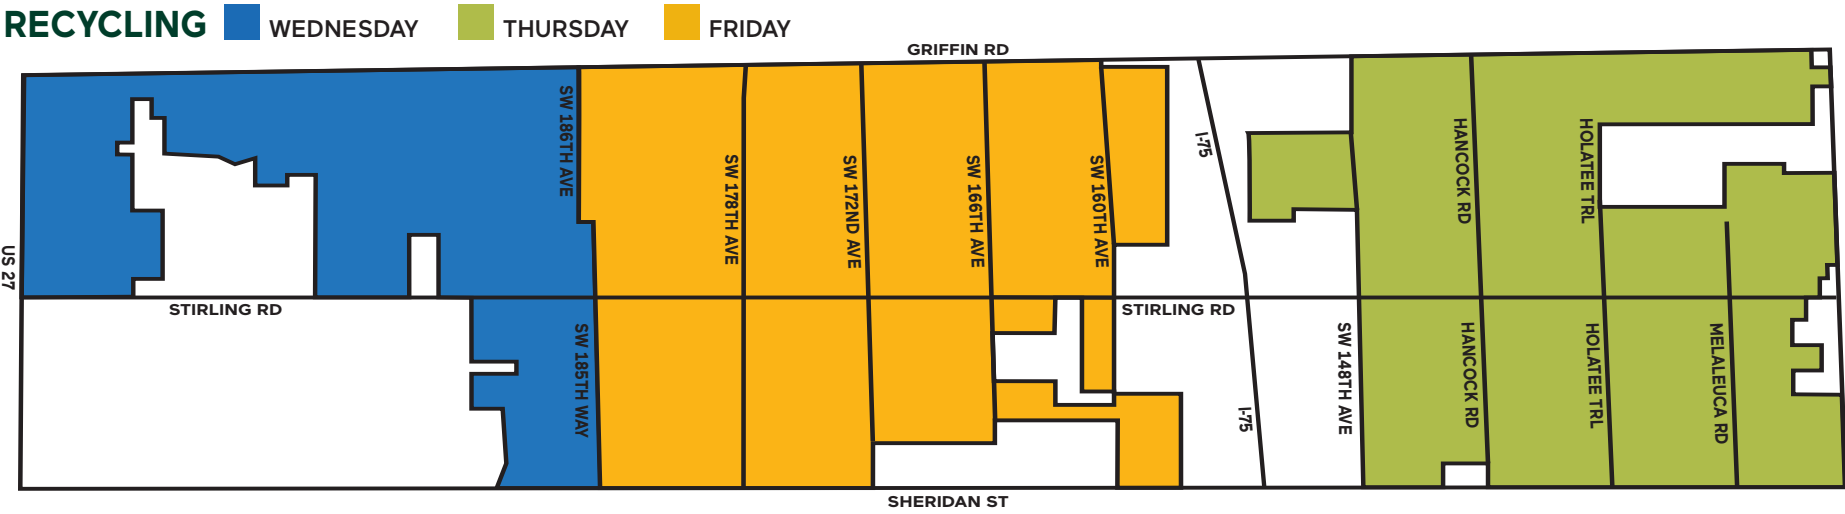 RECYCLING WEDNESDAY THURSDAY FRIDAY
GRIFFIN RD
US 27
SW 186TH AVE
SW 178TH AVE
SW 172ND AVE
SW 166TH AVE
SW 160TH AVE
I-75
HANCOCK RD
HOLATEE TRL
STIRLING RD
STIRLING RD
SW 185TH WAY
I-75
SW 148TH AVE
HANCOCK RD
HOLATEE TRL
MELALEUCA RD
SHERIDAN ST